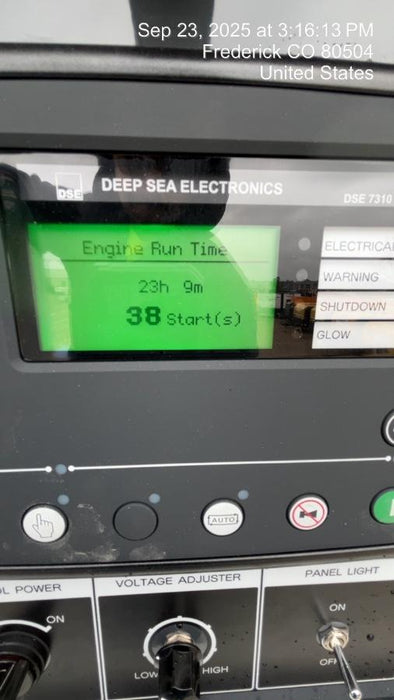 Sep 23, 2025 at 3:16:13 PM
Frederick CO 80504
United States
DSE
DEEP SEA ELECTRONICS
DSE 7310
Engine Run Time
23h 9m
38 Start(s)
ELECTRICAL
WARNING
SHUTDOWN
GLOW
AUTO
OL POWER
ON
VOLTAGE ADJUSTER
LOW
HIGH
PANEL LIGHT
ON
OFF